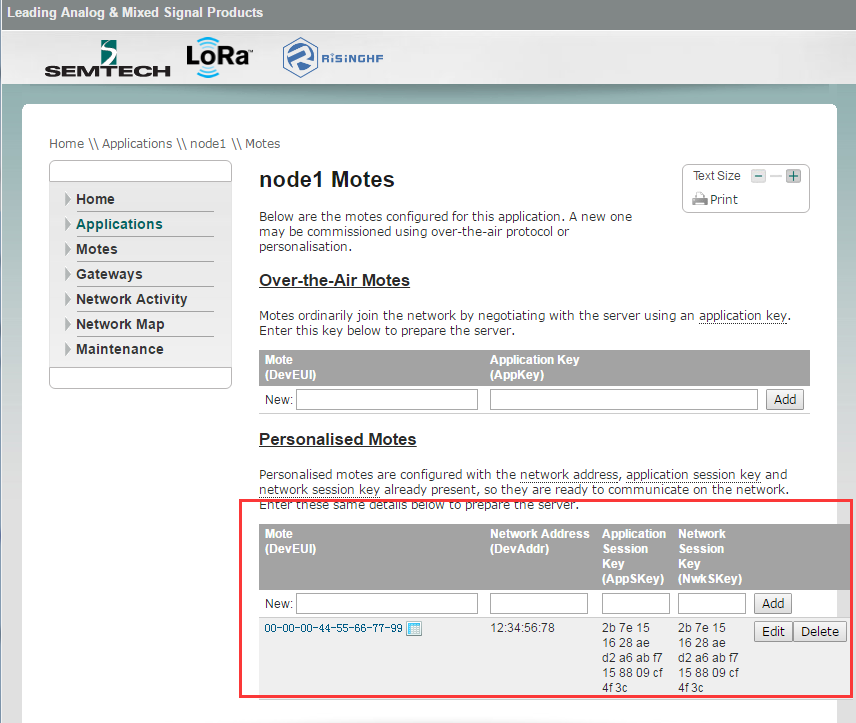 Leading Analog & Mixed Signal Products
SEMTECH
LoRa™
RISINGHF
Home \\ Applications \\ node1 \\ Motes
Home
Applications
Motes
Gateways
Network Activity
Network Map
Maintenance
node1 Motes
Text Size
Print
Below are the motes configured for this application. A new one
may be commissioned using over-the-air protocol or
personalisation.
Over-the-Air Motes
Motes ordinarily join the network by negotiating with the server using an application key.
Enter this key below to prepare the server.
Mote
(DevEUI)
Application Key
(AppKey)
New:
Add
Personalised Motes
Personalised motes are configured with the network address, application session key and
network session key already present, so they are ready to communicate on the network.
Enter these same details below to prepare the server.
Mote
(DevEUI)
Network Address
(DevAddr)
Application
Session
Key
(AppSKey)
Network
Session
Key
(NwkSKey)
New:
Add
00-00-00-44-55-66-77-99
12:34:56:78
2b 7e 15
16 28 ae
d2 a6 ab f7
15 88 09 cf
4f 3c
2b 7e 15
16 28 ae
d2 a6 ab f7
15 88 09 cf
4f 3c
Edit
Delete